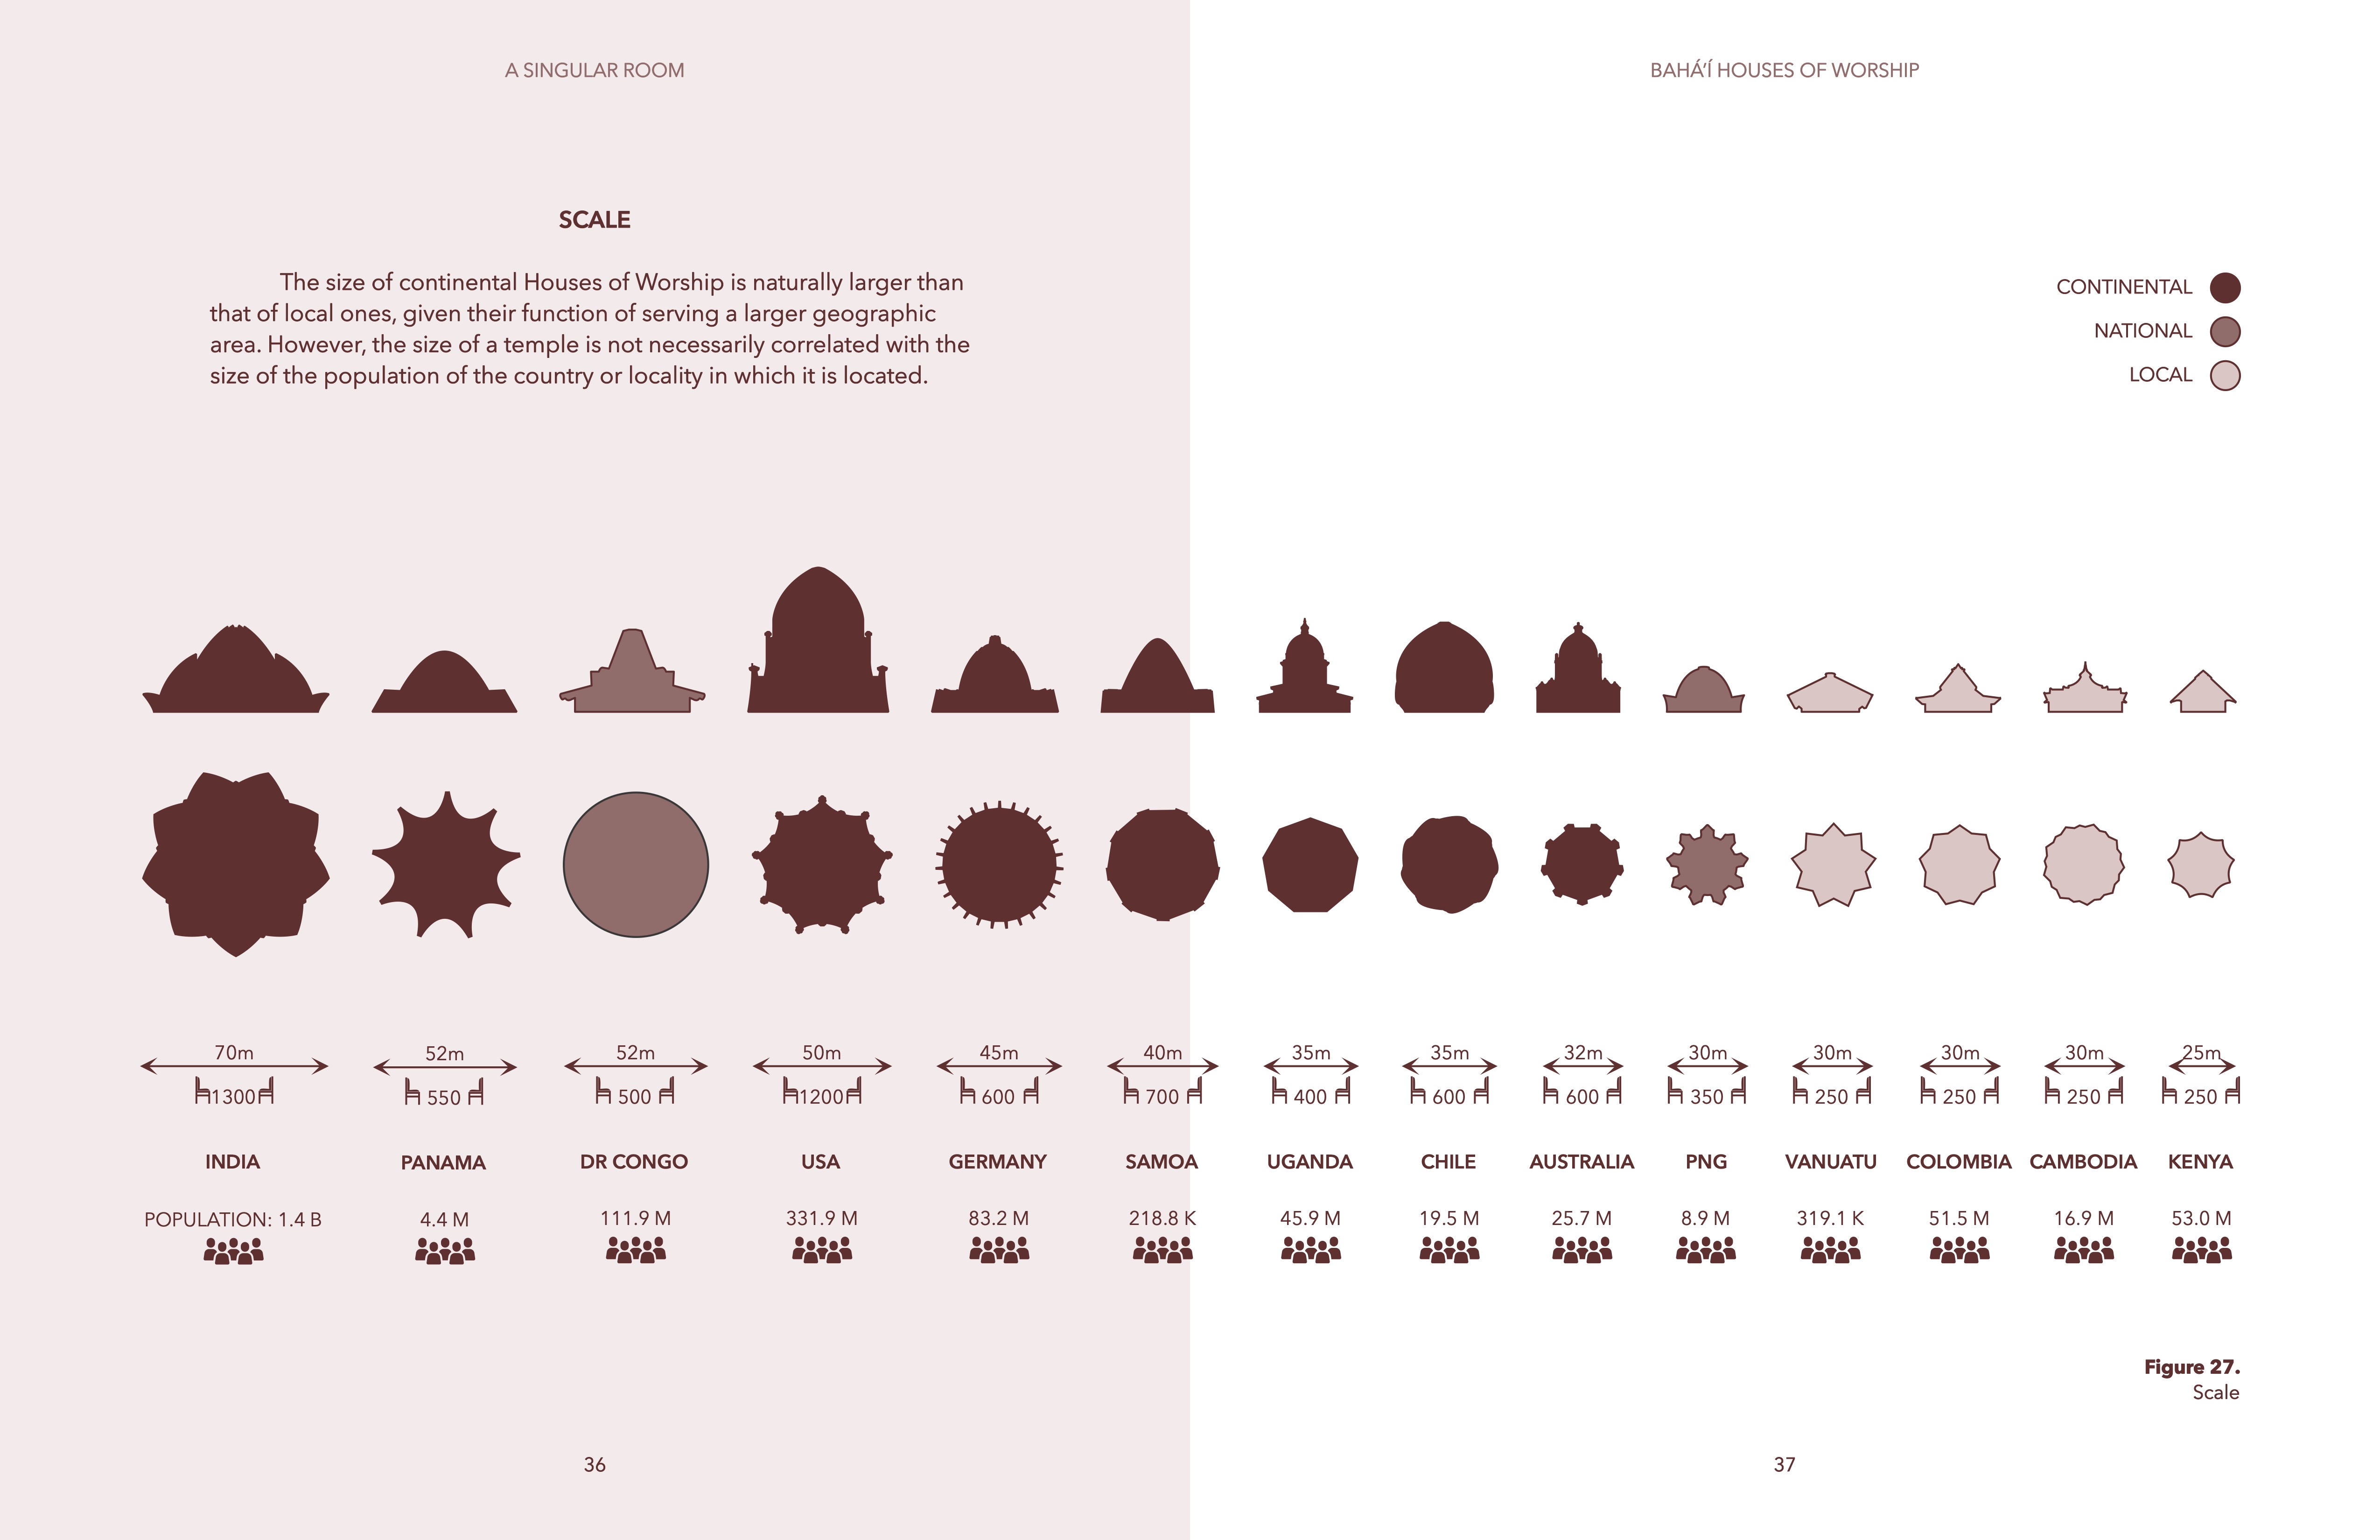 A SINGULAR ROOM
BAHÁ’Í HOUSES OF WORSHIP
SCALE
The size of continental Houses of Worship is naturally larger than
that of local ones, given their function of serving a larger geographic
area. However, the size of a temple is not necessarily correlated with the
size of the population of the country or locality in which it is located.
CONTINENTAL
NATIONAL
LOCAL
70m 52m 52m 50m 45m 40m 35m 35m 32m 30m 30m 30m 30m 25m
1300 550 500 1200 600 700 400 600 600 350 250 250 250 250
INDIA PANAMA DR CONGO USA GERMANY SAMOA UGANDA CHILE AUSTRALIA PNG VANUATU COLOMBIA CAMBODIA KENYA
POPULATION: 1.4 B 4.4 M 111.9 M 331.9 M 83.2 M 218.8 K 45.9 M 19.5 M 25.7 M 8.9 M 319.1 K 51.5 M 16.9 M 53.0 M
Figure 27.
Scale
36
37